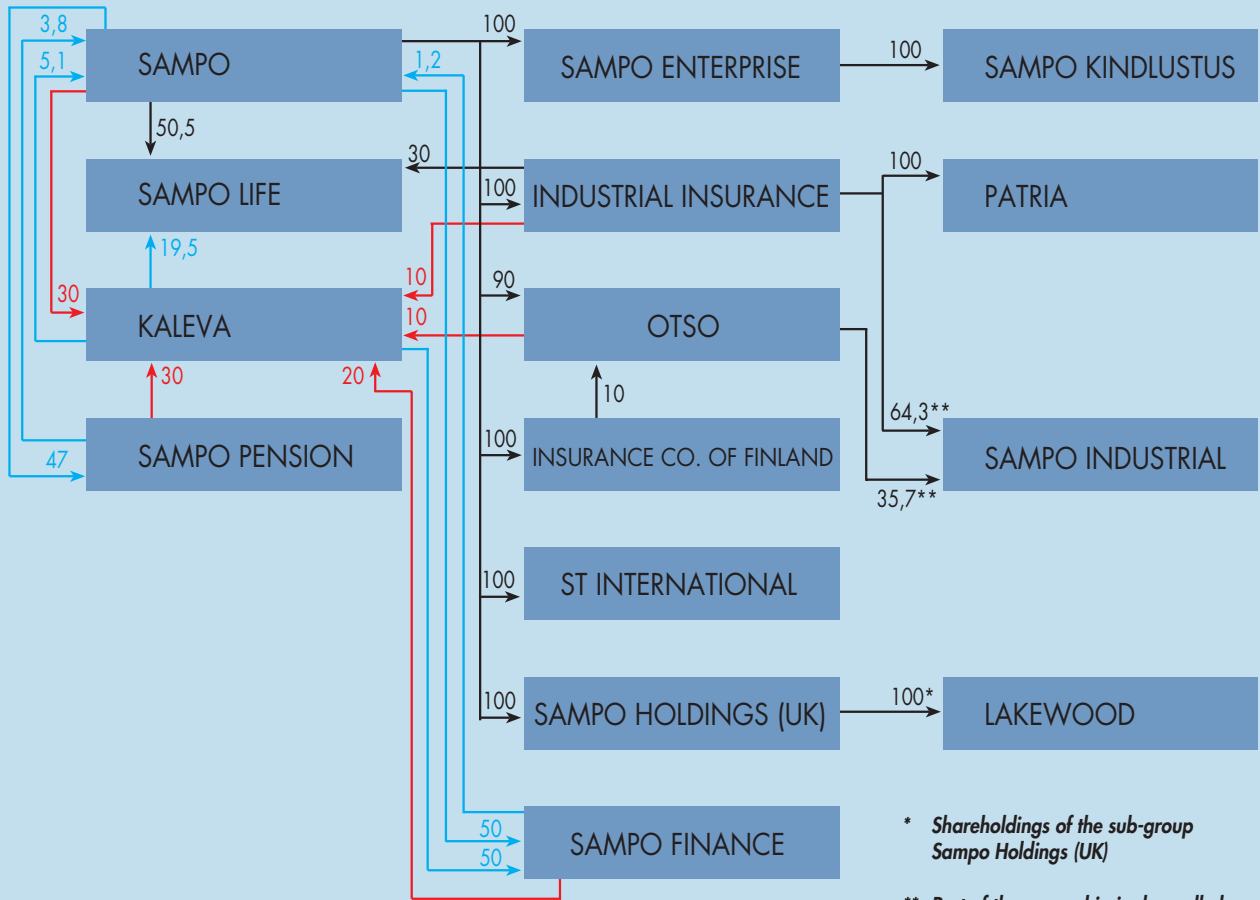 3,8
100
SAMPO
5,1
1,2
SAMPO ENTERPRISE
100
SAMPO KINDLUSTUS
50,5
30
100
SAMPO LIFE
100
INDUSTRIAL INSURANCE
PATRIA
19,5
30
10
90
KALEVA
10
OTSO
30
20
10
64,3**
SAMPO PENSION
47
100
INSURANCE CO. OF FINLAND
SAMPO INDUSTRIAL
35,7**
100
ST INTERNATIONAL
100
SAMPO HOLDINGS (UK)
100*
LAKEWOOD
50
50
SAMPO FINANCE
* Shareholdings of the sub-group
Sampo Holdings (UK)